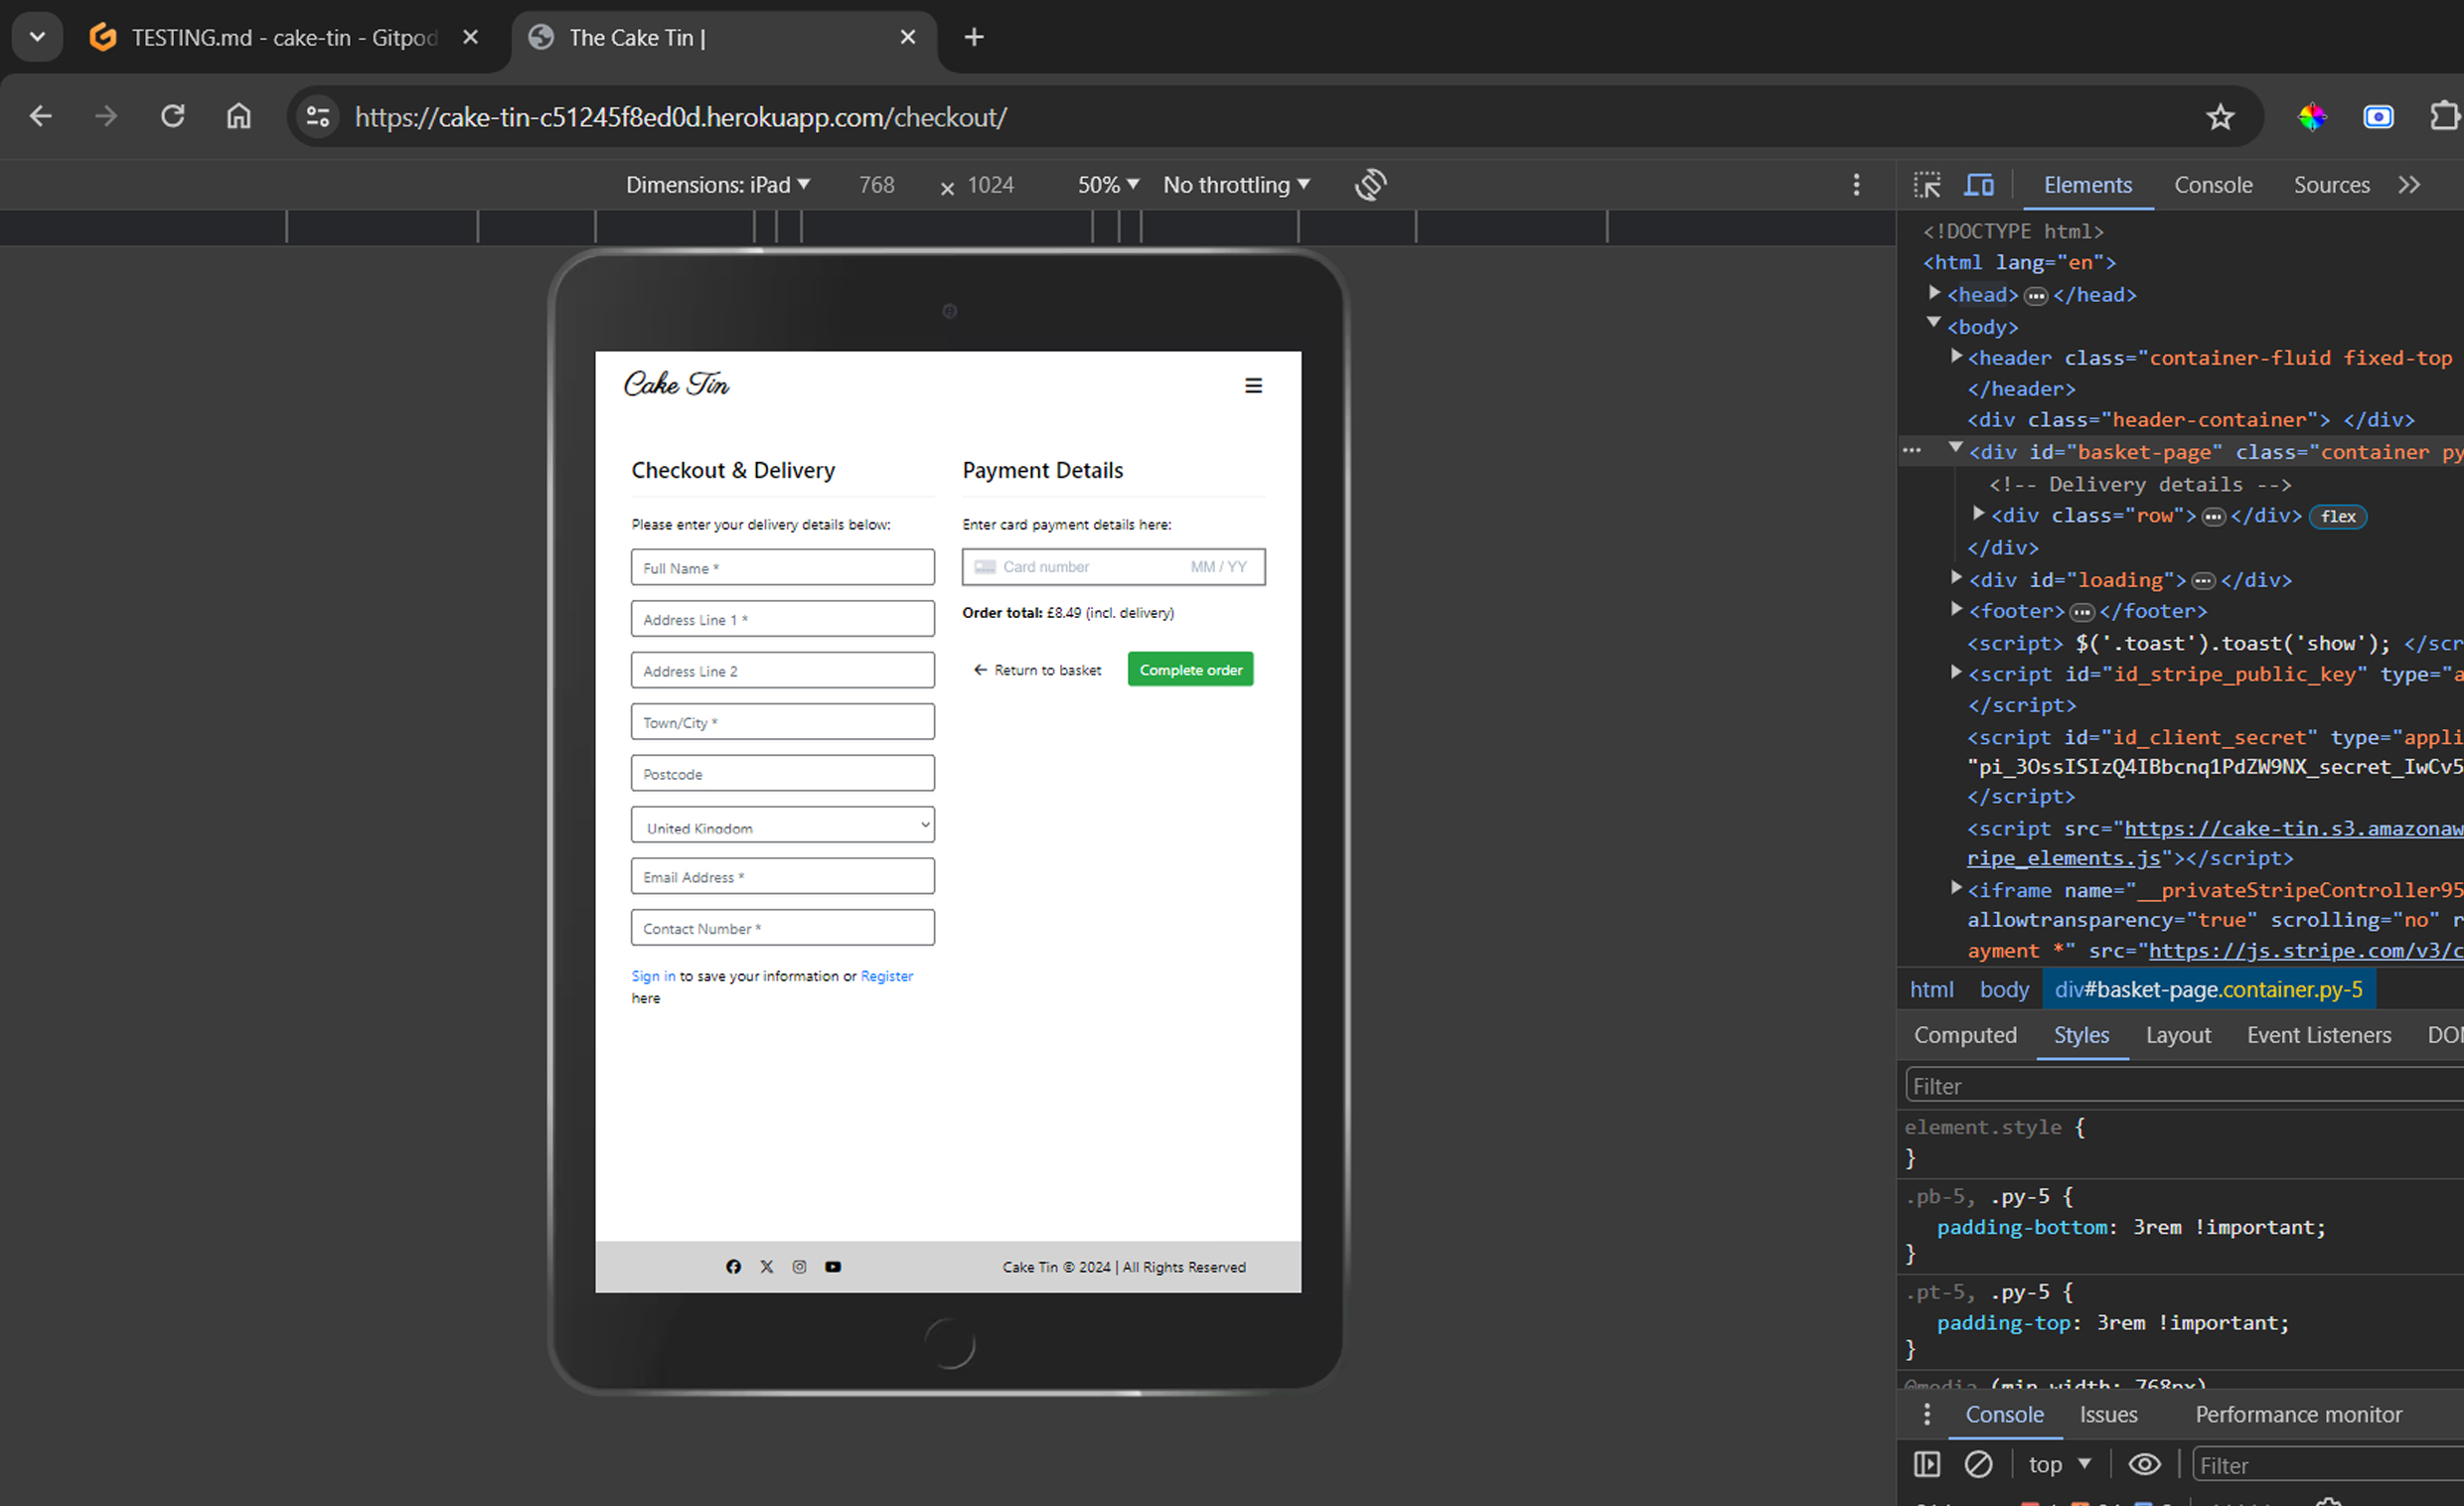 TESTING.md - cake-tin - Gitpod
The Cake Tin |
https://cake-tin-c51245f8ed0d.herokuapp.com/checkout/
Dimensions: iPad 768 × 1024 50% No throttling
Elements Console Sources
Cake Tin
Checkout & Delivery
Please enter your delivery details below:
Full Name *
Address Line 1 *
Address Line 2
Town/City *
Postcode
United Kingdom
Email Address *
Contact Number *
Sign in to save your information or Register
here
Payment Details
Enter card payment details here:
Card number MM / YY
Order total: £8.49 (incl. delivery)
Return to basket Complete order
Cake Tin © 2024 | All Rights Reserved
<!DOCTYPE html>
<html lang="en">
<head> </head>
<body>
<header class="container-fluid fixed-top
</header>
<div class="header-container"> </div>
<div id="basket-page" class="container py
<!-- Delivery details -->
<div class="row"> </div> flex
</div>
<div id="loading"> </div>
<footer> </footer>
<script> $('.toast').toast('show'); </scr
<script id="id_stripe_public_key" type="a
</script>
<script id="id_client_secret" type="appli
"pi_3OssISIzQ4IBbcnq1PdZW9NX_secret_IwCv5
</script>
<script src="https://cake-tin.s3.amazonaw
ripe_elements.js"></script>
<iframe name="__privateStripeController95
allowtransparency="true" scrolling="no" r
ayment *" src="https://js.stripe.com/v3/c
html body div#basket-page.container.py-5
Computed Styles Layout Event Listeners DO
Filter
element.style {
}
.pb-5, .py-5 {
padding-bottom: 3rem !important;
}
.pt-5, .py-5 {
padding-top: 3rem !important;
}
@media (min-width: 768px)
Console Issues Performance monitor
top Filter